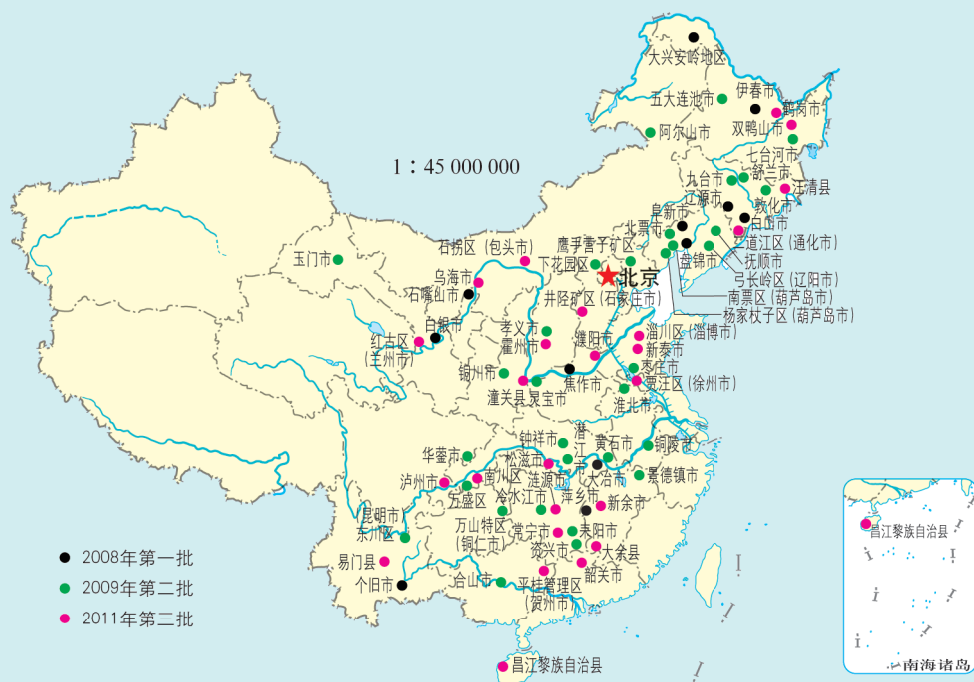 大兴安岭地区
伊春市
五大连池市
鹤岗市
双鸭山市
阿尔山市
1：45 000 000
七台河市
舒兰市
九台市
汪清县
辽源市
敦化市
阜新市
白山市
北票市
石拐区（包头市）
鹰手营子矿区
道江区（通化市）
玉门市
下花园区
盘锦市
抚顺市
乌海市
北京
弓长岭区（辽阳市）
石嘴山市
井陉矿区（石家庄市）
南票区（葫芦岛市）
杨家杖子区（葫芦岛市）
白银市
孝义市
红古区
（兰州市）
霍州市
濮阳市
淄川区（淄博市）
新泰市
枣庄市
铜州市
焦作市
贾汪区（徐州市）
潼关县
灵宝市
淮北市
钟祥市
潜江市
黄石市
铜陵市
华蓥市
松滋市
泸州市
南川区
涟源市
大冶市
景德镇市
万盛区
冷水江市
萍乡市
新余市
（昆明市）
东川区
万山特区
（铜仁市）
常宁市
耒阳市
资兴市
大余县
易门县
韶关市
个旧市
合山市
平桂管理区
（贺州市）
昌江黎族自治县
2008年第一批
2009年第二批
2011年第三批
昌江黎族自治县
南海诸岛